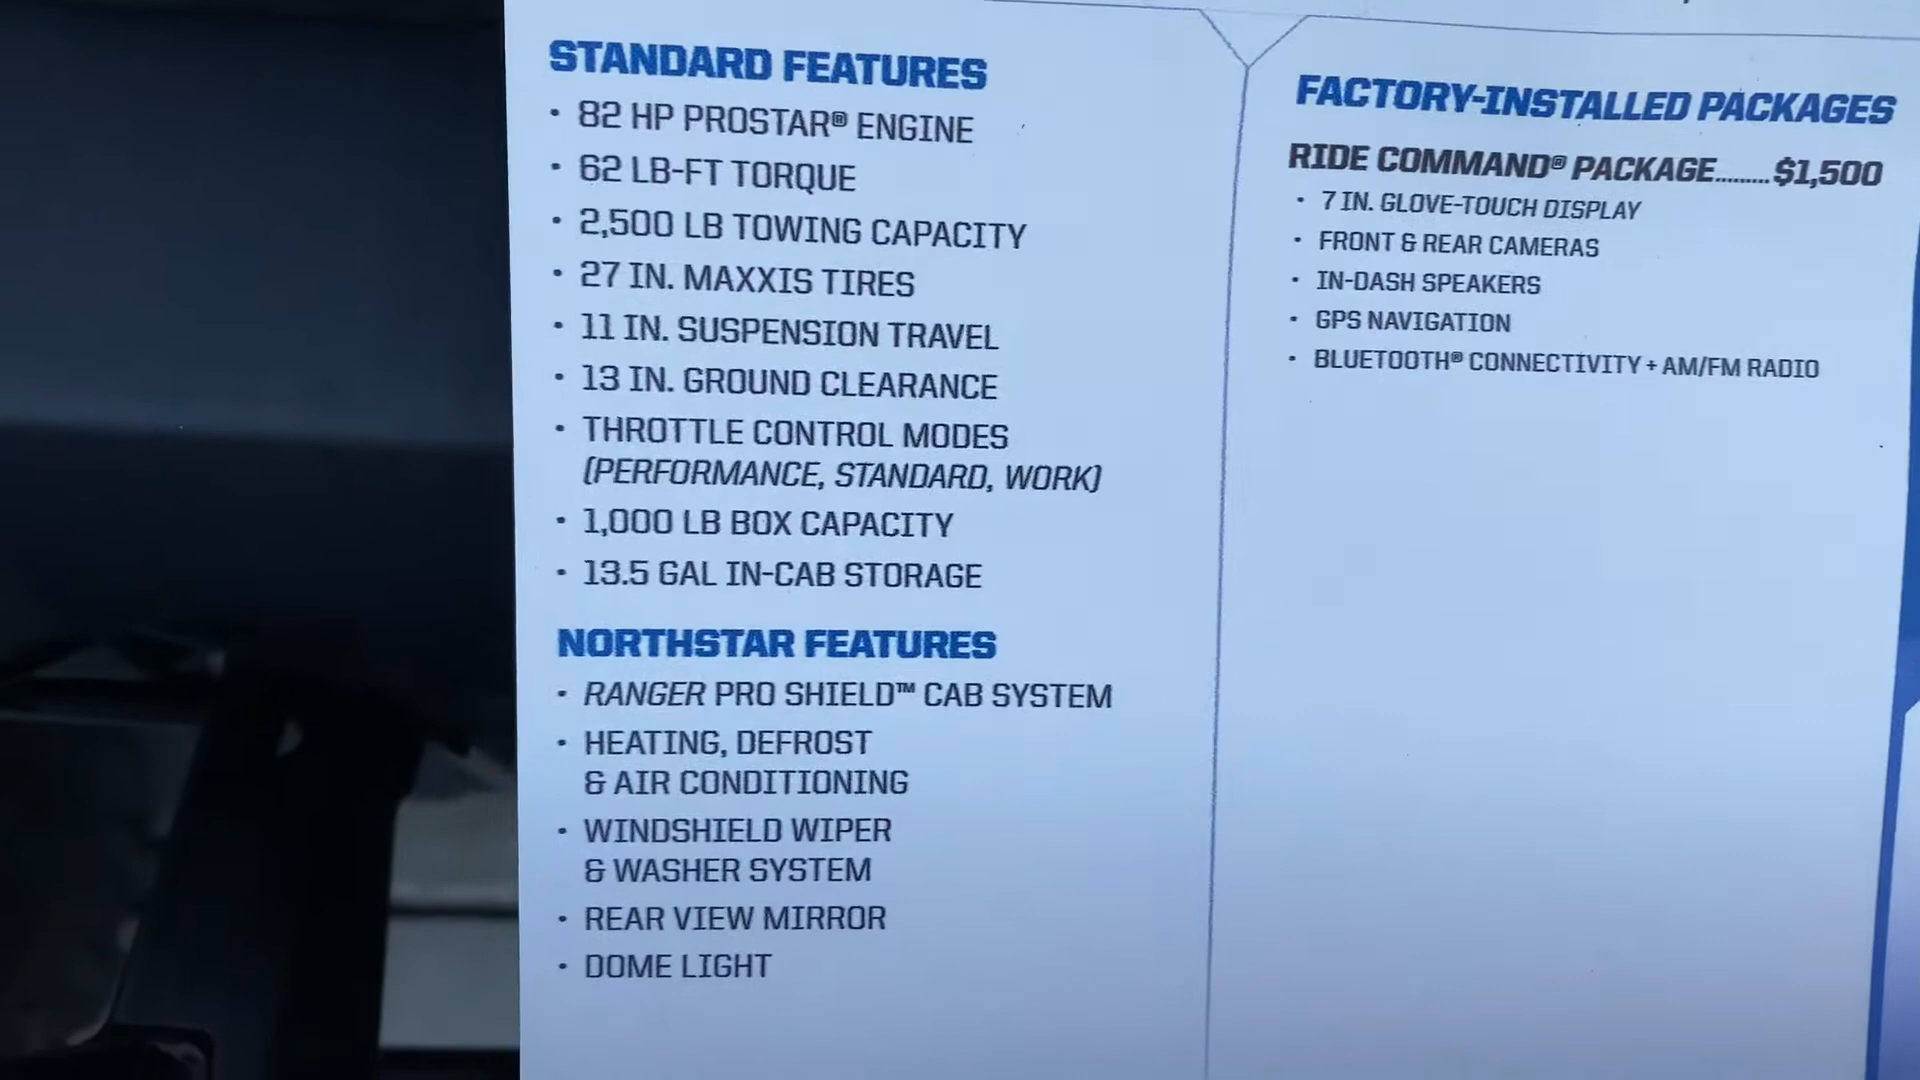 STANDARD FEATURES
• 82 HP PROSTAR® ENGINE
• 62 LB-FT TORQUE
• 2,500 LB TOWING CAPACITY
• 27 IN. MAXXIS TIRES
• 11 IN. SUSPENSION TRAVEL
• 13 IN. GROUND CLEARANCE
• THROTTLE CONTROL MODES
(PERFORMANCE, STANDARD, WORK)
• 1,000 LB BOX CAPACITY
• 13.5 GAL IN-CAB STORAGE
NORTHSTAR FEATURES
• RANGER PRO SHIELD™ CAB SYSTEM
• HEATING, DEFROST
& AIR CONDITIONING
• WINDSHIELD WIPER
& WASHER SYSTEM
• REAR VIEW MIRROR
• DOME LIGHT
FACTORY-INSTALLED PACKAGES
RIDE COMMAND® PACKAGE.........$1,500
• 7 IN. GLOVE-TOUCH DISPLAY
• FRONT & REAR CAMERAS
• IN-DASH SPEAKERS
• GPS NAVIGATION
• BLUETOOTH® CONNECTIVITY + AM/FM RADIO